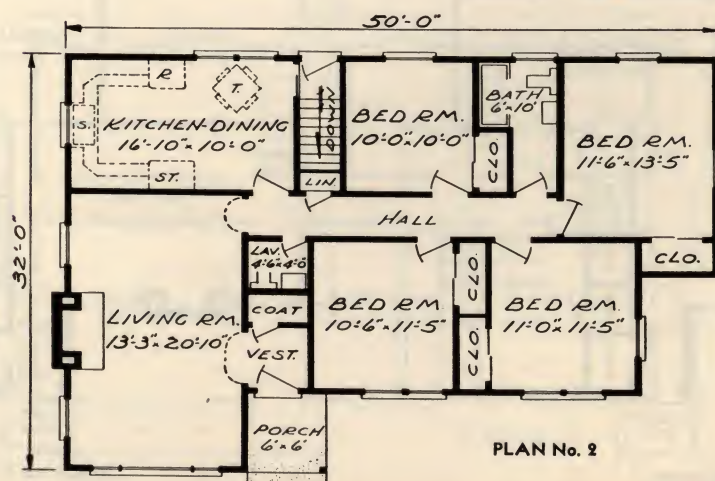 50'-0"
32'-0"
R.
T.
S.
ST.
KITCHEN-DINING
16'-10" x 10'-0"
DOWN
LIN.
BED RM.
10'-0" x 10'-0"
CLO.
BATH
6' x 10'
BED RM.
11'-6" x 13'-5"
CLO.
HALL
LAV.
4'-6" x 4'-0"
COAT
VEST.
LIVING RM.
13'-3" x 20'-10"
BED RM.
10'-6" x 11'-5"
CLO.
CLO.
BED RM.
11'-0" x 11'-5"
PORCH
6' x 6'
PLAN No. 2